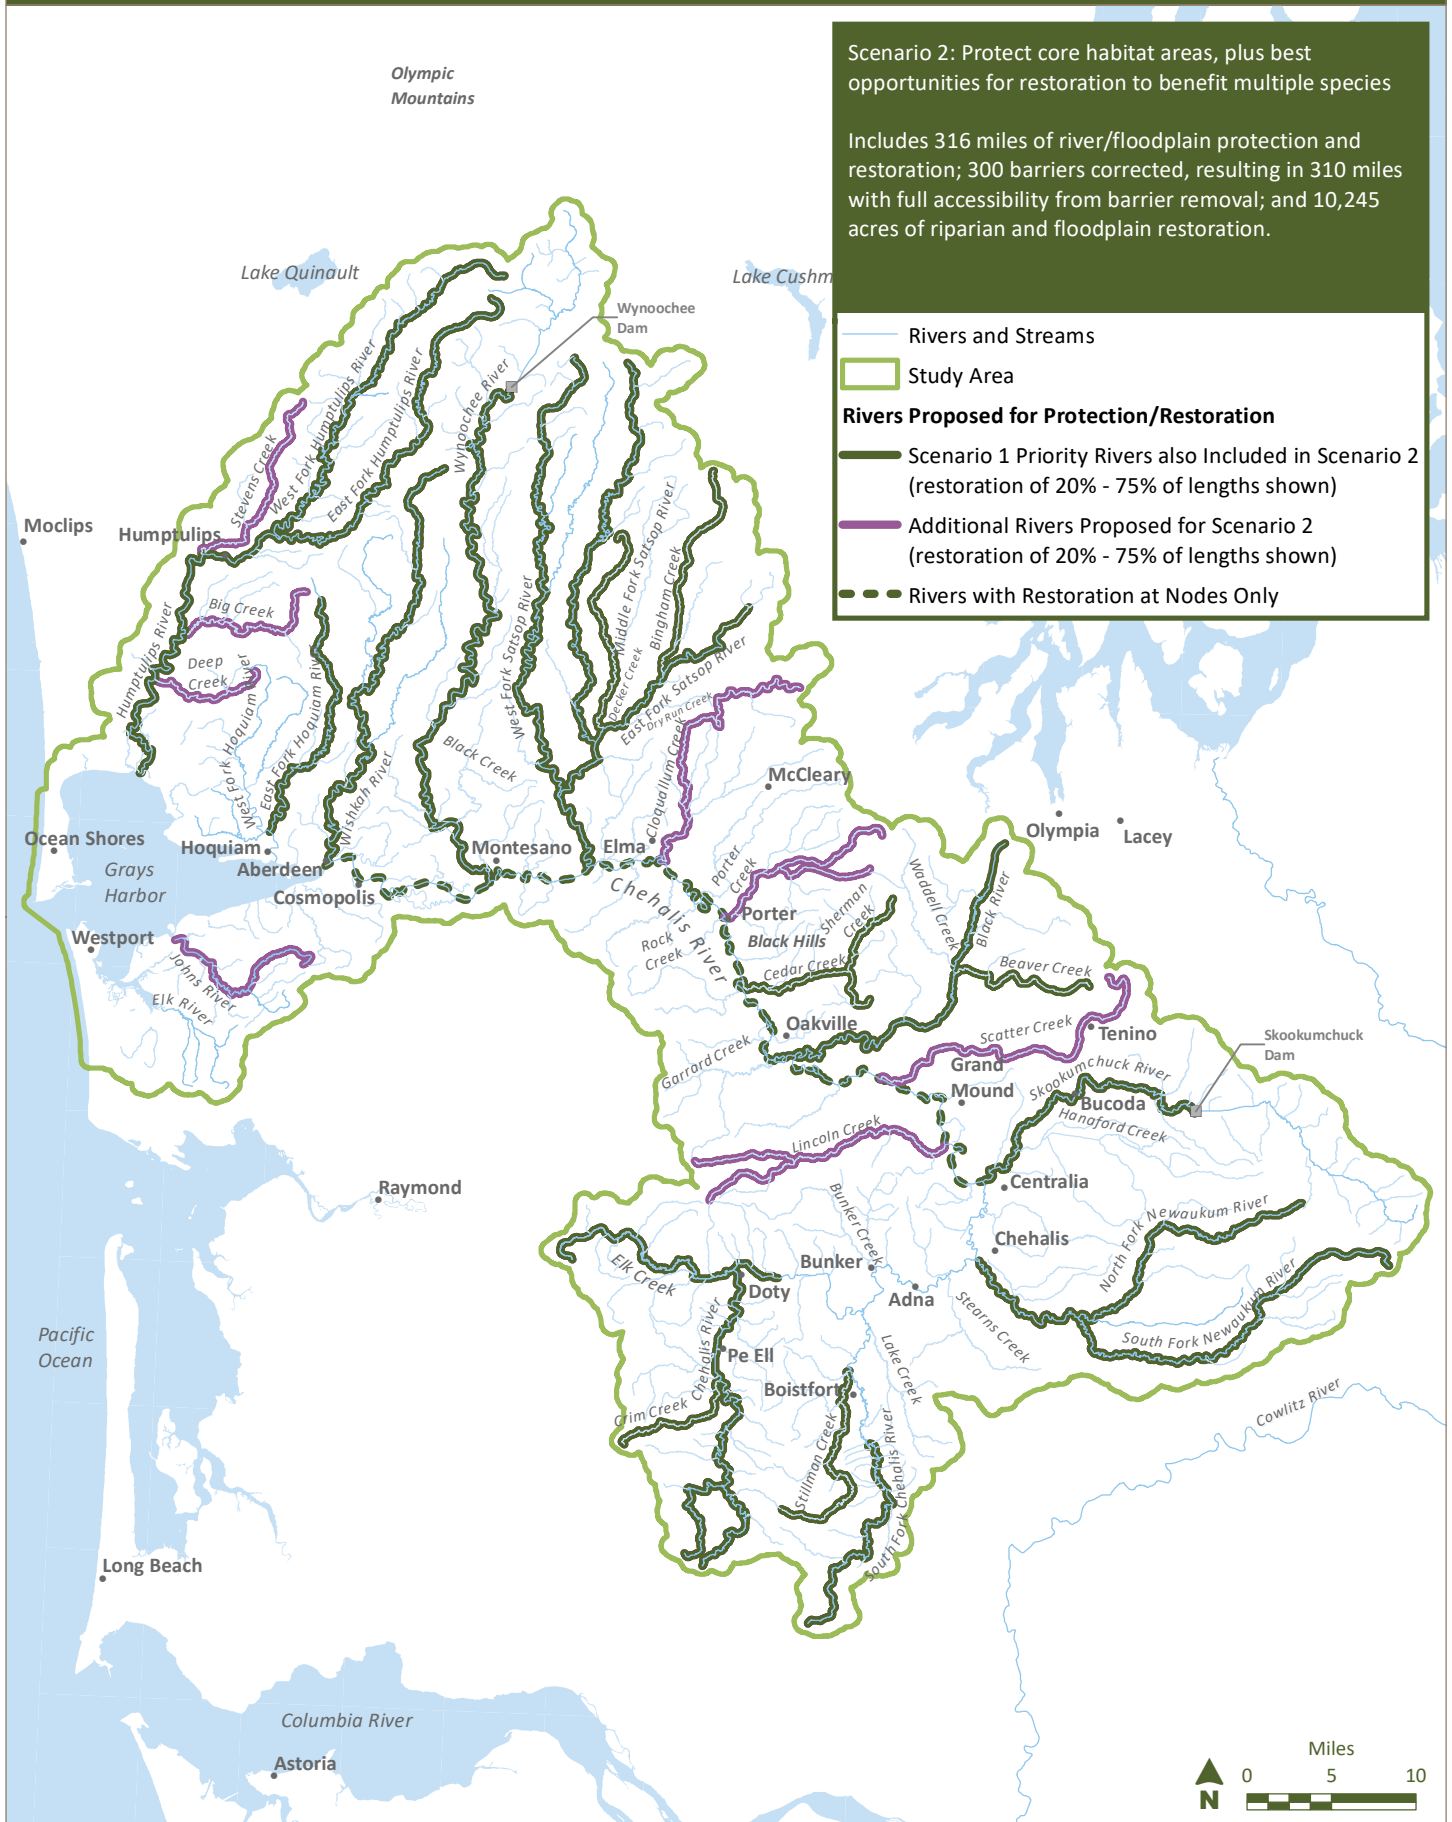 Scenario 2: Protect core habitat areas, plus best
opportunities for restoration to benefit multiple species
Includes 316 miles of river/floodplain protection and
restoration; 300 barriers corrected, resulting in 310 miles
with full accessibility from barrier removal; and 10,245
acres of riparian and floodplain restoration.
Rivers and Streams
Study Area
Rivers Proposed for Protection/Restoration
Scenario 1 Priority Rivers also Included in Scenario 2
(restoration of 20% - 75% of lengths shown)
Additional Rivers Proposed for Scenario 2
(restoration of 20% - 75% of lengths shown)
Rivers with Restoration at Nodes Only
Olympic
Mountains
Lake Quinault
Lake Cushm
Wynoochee
Dam
West Fork Humptulips River
East Fork Humptulips River
Wynoochee River
Stevens Creek
Moclips
Humptulips
Middle Fork Satsop River
Bingham Creek
Big Creek
Humptulips River
Deep
Creek
West Fork Hoquiam River
East Fork Hoquiam Riv
West Fork Satsop River
Decker Creek
East Fork Satsop River
Dry Run Creek
Cloquallum Creek
Black Creek
Wishkah River
McCleary
Olympia
Lacey
Ocean Shores
Grays
Harbor
Hoquiam
Aberdeen
Cosmopolis
Montesano
Elma
Porter
Creek
Chehalis River
Porter
Sherman
Creek
Waddell Creek
Black River
Westport
Johns River
Elk River
Rock
Creek
Black Hills
Cedar Creek
Beaver Creek
Oakville
Scatter Creek
Tenino
Skookumchuck
Dam
Garrard Creek
Grand
Mound
Skookumchuck River
Bucoda
Hanaford Creek
Lincoln Creek
Raymond
Centralia
Bunker Creek
North Fork Newaukum River
Chehalis
Elk Creek
Bunker
Doty
Adna
Stearns Creek
South Fork Newaukum River
Pacific
Ocean
Chehalis River
Pe Ell
Lake Creek
Boistfort
Crim Creek
Cowlitz River
Stillman Creek
South Fork Chehalis River
Long Beach
Columbia River
Astoria
Miles
0 5 10
N